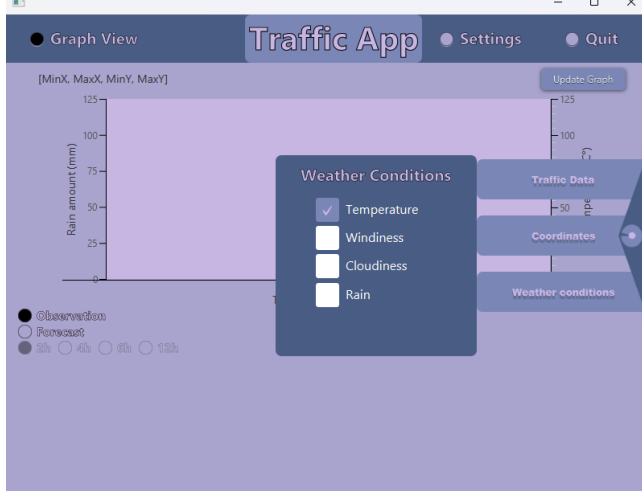 Graph View
Traffic App
Settings
Quit
[MinX, MaxX, MinY, MaxY]
Update Graph
125
100
75
50
25
0
Rain amount (mm)
125
100
50
Weather Conditions
Temperature
Windiness
Cloudiness
Rain
Traffic Data
Coordinates
Weather conditions
Observation
Forecast
2h 4h 6h 12h